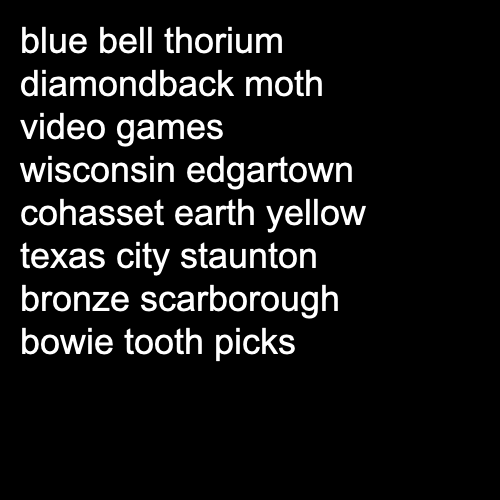 blue bell thorium
diamondback moth
video games
wisconsin edgartown
cohasset earth yellow
texas city staunton
bronze scarborough
bowie tooth picks